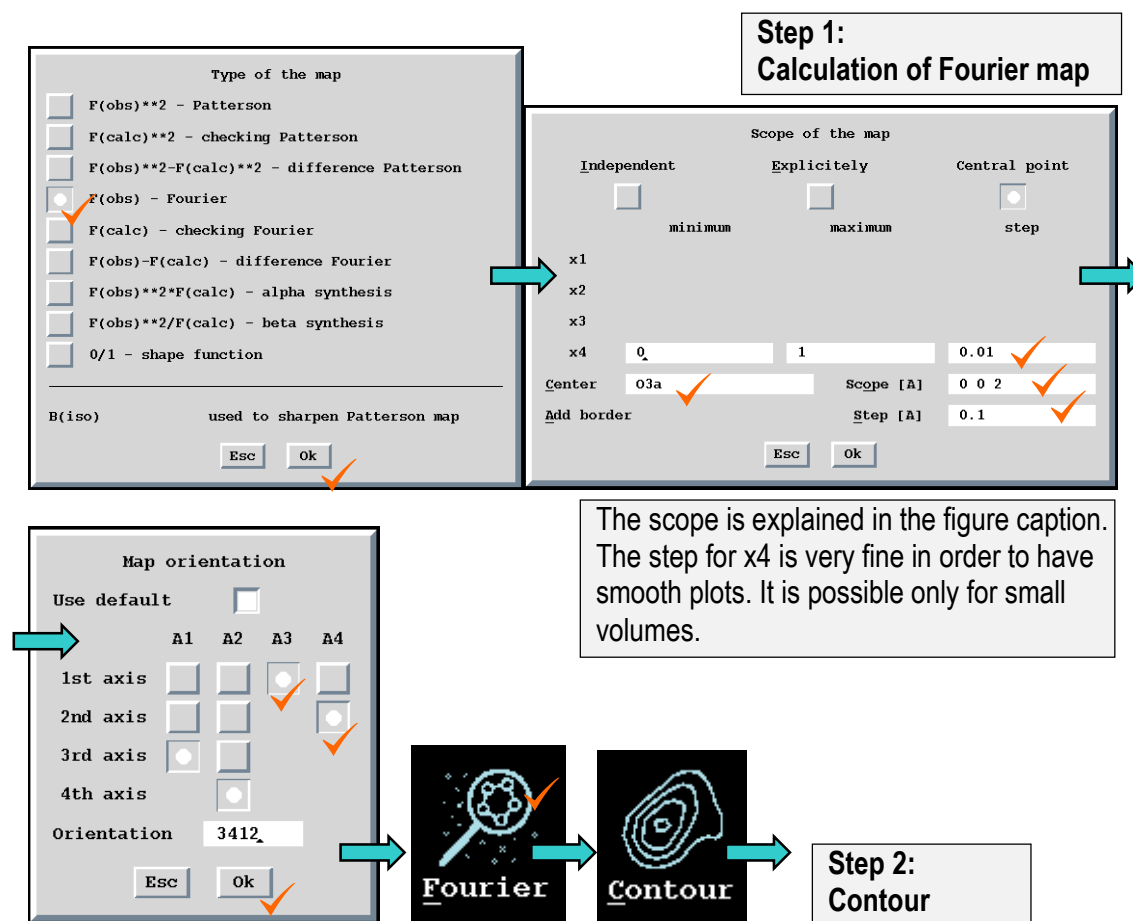 Step 1:
Calculation of Fourier map
Type of the map
F(obs)**2 - Patterson
F(calc)**2 - checking Patterson
F(obs)**2-F(calc)**2 - difference Patterson
F(obs) - Fourier
F(calc) - checking Fourier
F(obs)-F(calc) - difference Fourier
F(obs)**2*F(calc) - alpha synthesis
F(obs)**2/F(calc) - beta synthesis
0/1 - shape function
B(iso) used to sharpen Patterson map
Esc Ok
Scope of the map
Independent Explicitely Central point
minimum maximum step
x1
x2
x3
x4 0 1 0.01
Center O3a Scope [A] 0 0 2
Add border Step [A] 0.1
Esc Ok
The scope is explained in the figure caption.
The step for x4 is very fine in order to have
smooth plots. It is possible only for small
volumes.
Map orientation
Use default
A1 A2 A3 A4
1st axis
2nd axis
3rd axis
4th axis
Orientation 3412
Esc Ok
Fourier
Contour
Step 2:
Contour